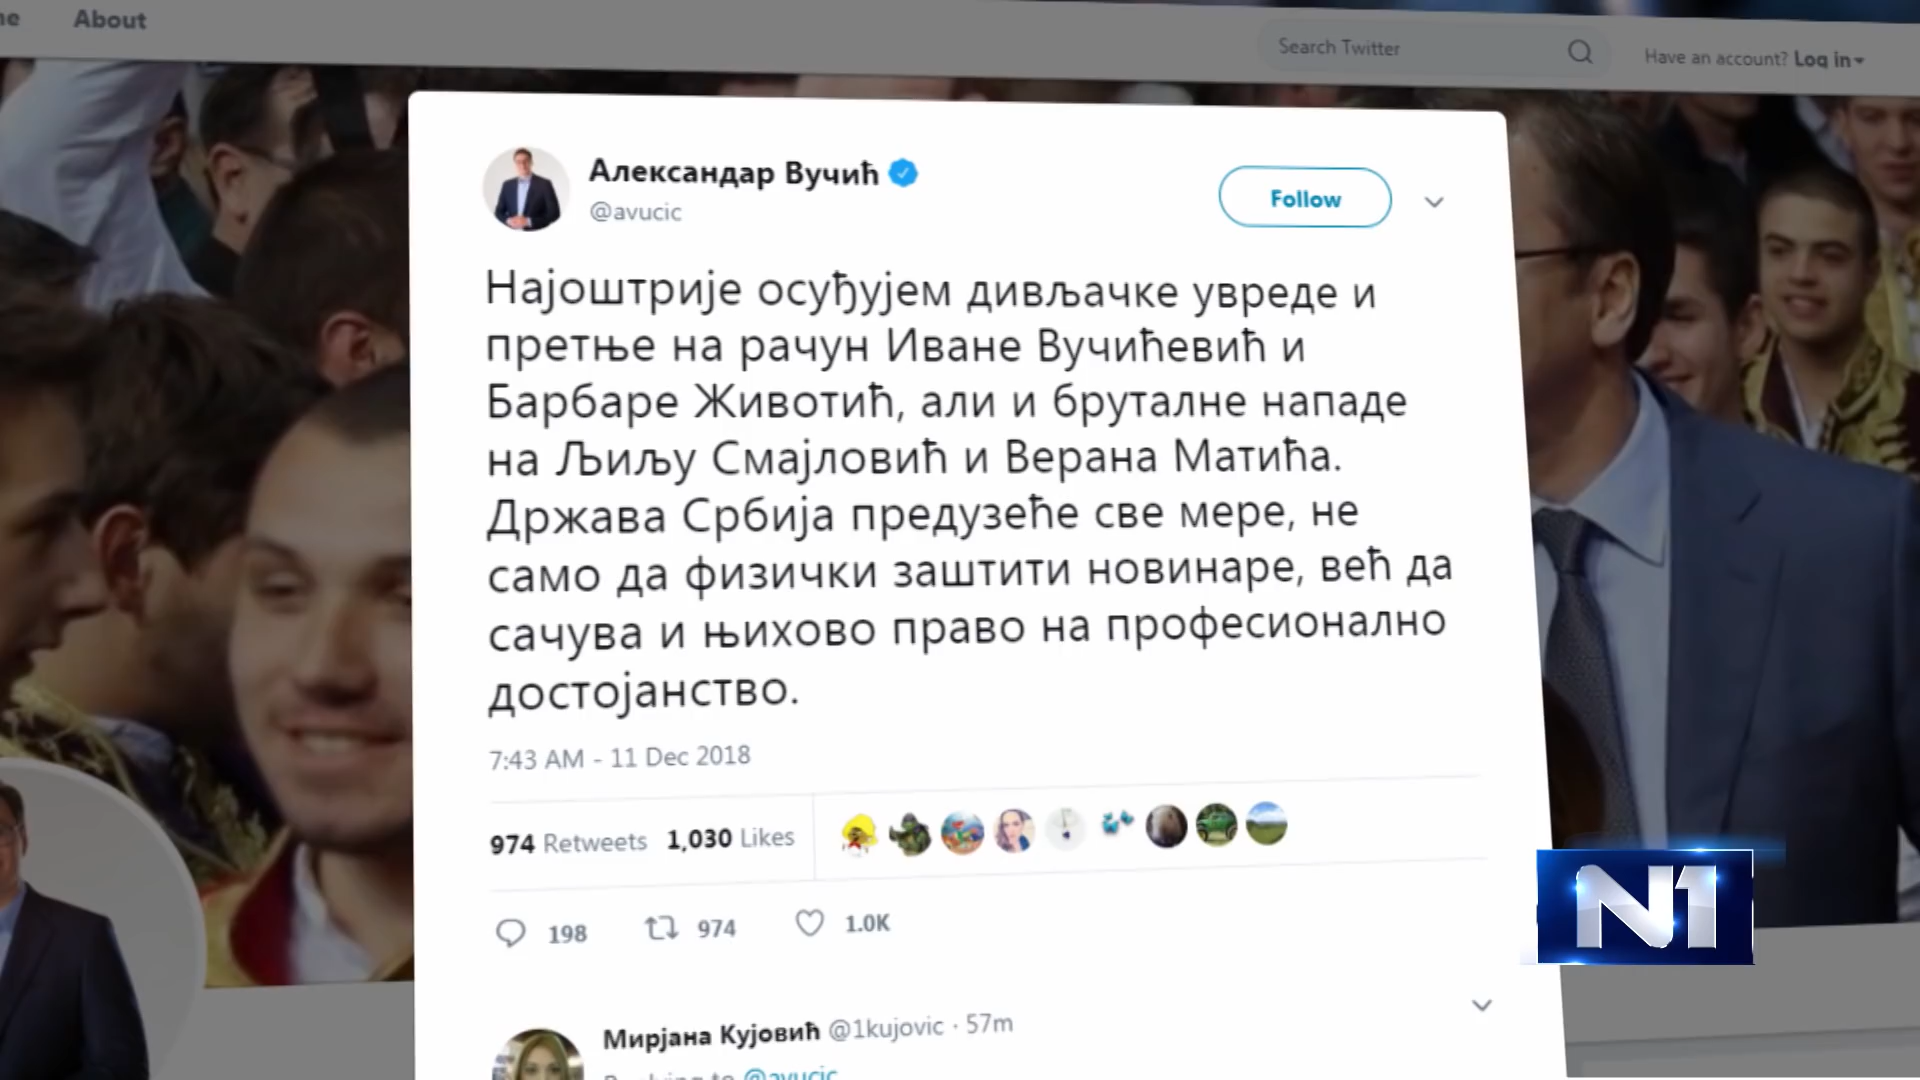 About
Search Twitter
Have an account? Log in
Александар Вучић
@avucic
Follow
Најоштрије осуђујем дивљачке увреде и
претње на рачун Иване Вучићевић и
Барбаре Животић, али и бруталне нападе
на Љиљу Смајловић и Верана Матића.
Држава Србија предузеће све мере, не
само да физички заштити новинаре, већ да
сачува и њихово право на професионално
достојанство.
7:43 AM - 11 Dec 2018
974 Retweets 1,030 Likes
198 974 1.0K
N1
Мирјана Кујовић @1kujovic · 57m
Replying to @avucic